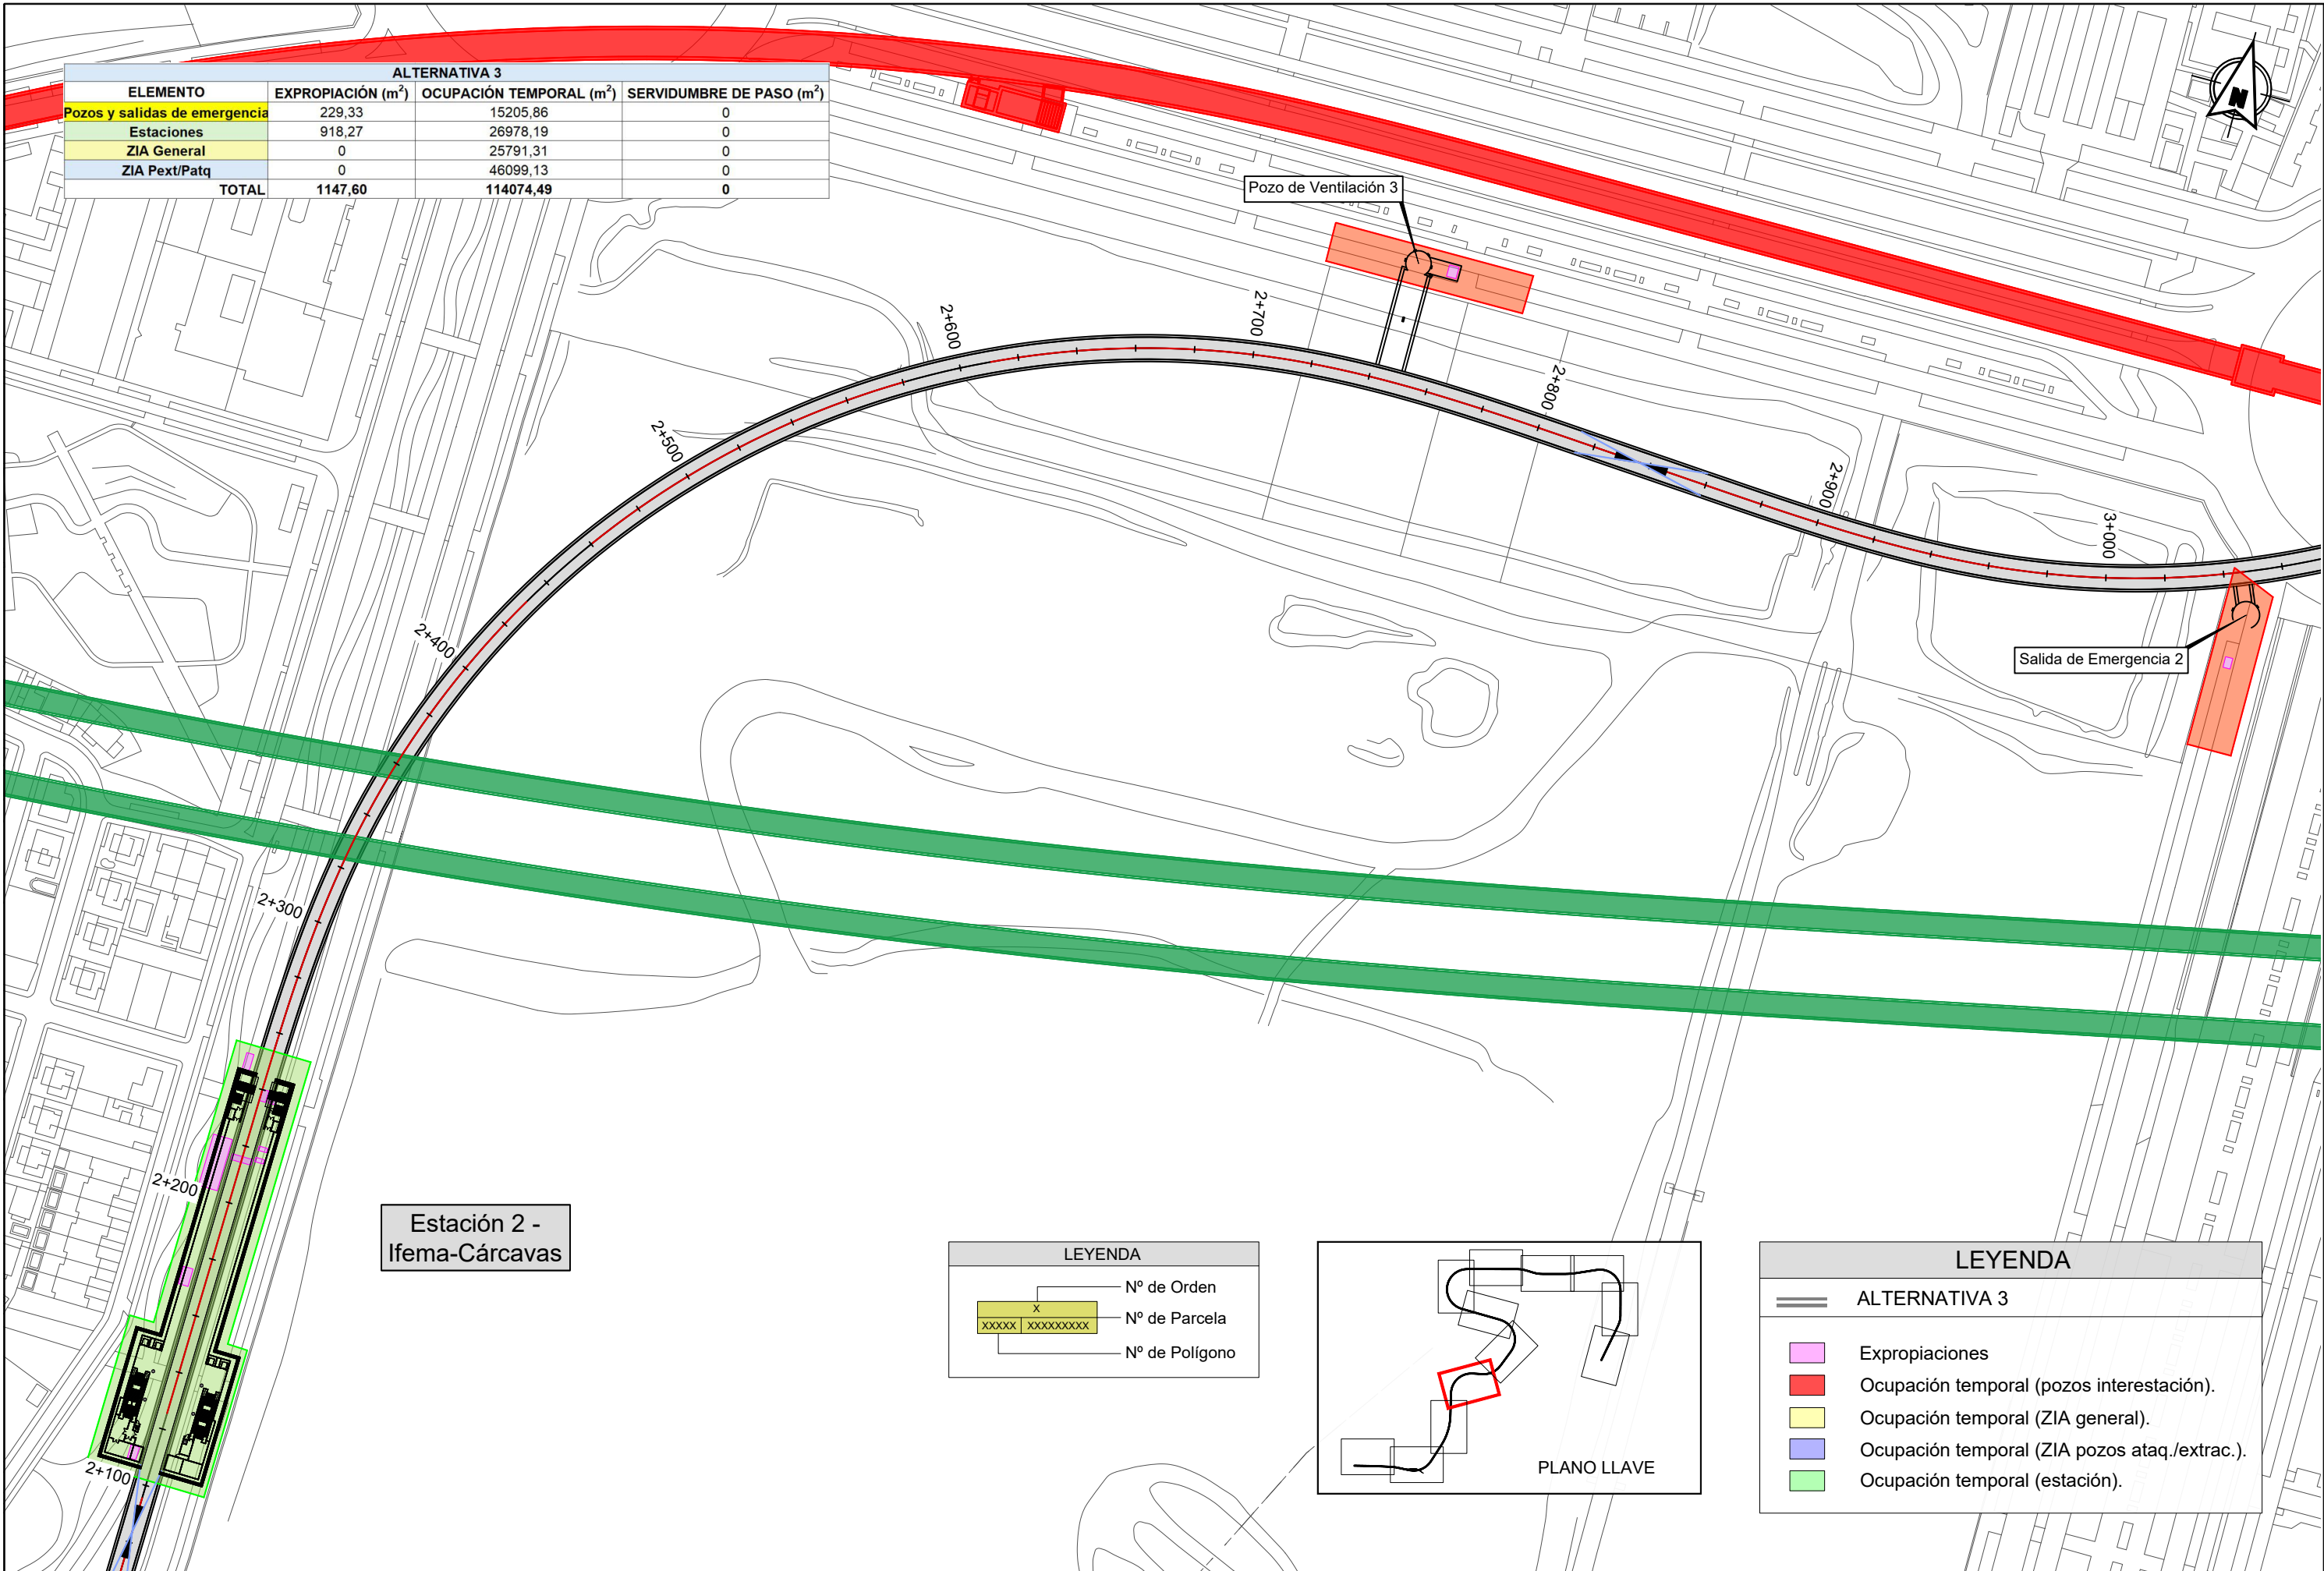 ALTERNATIVA 3
ELEMENTO EXPROPIACIÓN (m²) OCUPACIÓN TEMPORAL (m²) SERVIDUMBRE DE PASO (m²)
Pozos y salidas de emergencia 229,33 15205,86 0
Estaciones 918,27 26978,19 0
ZIA General 0 25791,31 0
ZIA Pext/Patq 0 46099,13 0
TOTAL 1147,60 114074,49 0
N
Pozo de Ventilación 3
2+600
2+700
2+800
2+500
2+900
3+000
2+400
Salida de Emergencia 2
2+300
2+200
Estación 2 -
Ifema-Cárcavas
2+100
LEYENDA
Nº de Orden
X
Nº de Parcela
XXXXX XXXXXXXXX
Nº de Polígono
PLANO LLAVE
LEYENDA
ALTERNATIVA 3
Expropiaciones
Ocupación temporal (pozos interestación).
Ocupación temporal (ZIA general).
Ocupación temporal (ZIA pozos ataq./extrac.).
Ocupación temporal (estación).